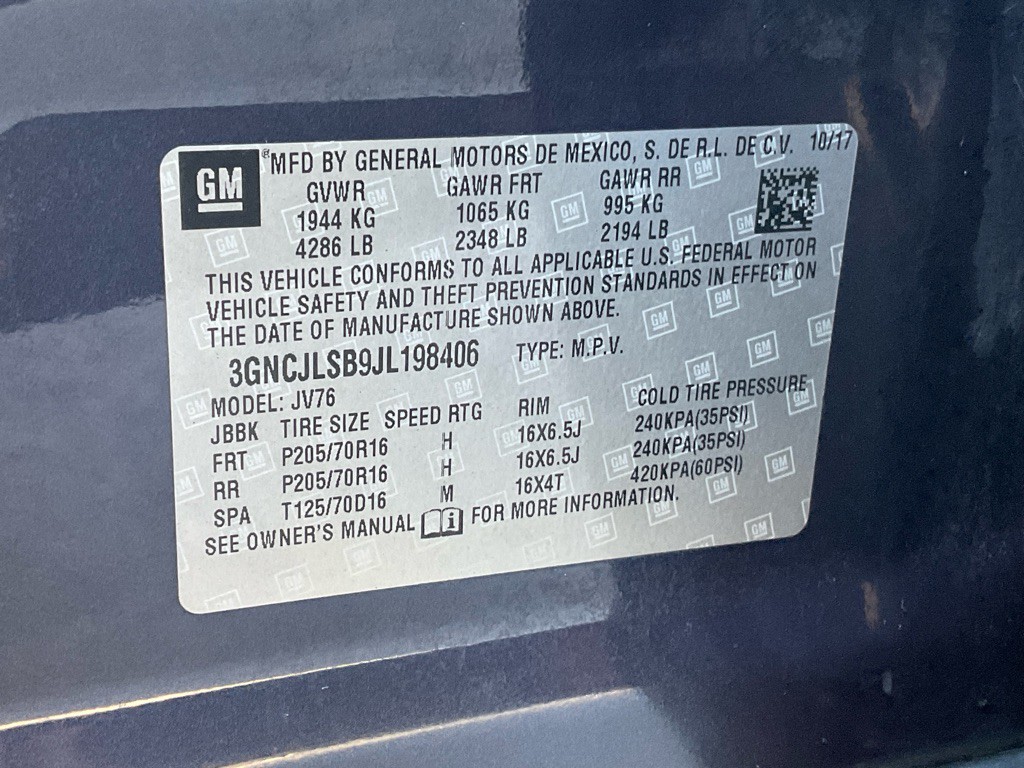 GM
®MFD BY GENERAL MOTORS DE MEXICO, S. DE R.L. DE C.V. 10/17
GVWR GAWR FRT GAWR RR
1944 KG 1065 KG 995 KG
4286 LB 2348 LB 2194 LB
THIS VEHICLE CONFORMS TO ALL APPLICABLE U.S. FEDERAL MOTOR
VEHICLE SAFETY AND THEFT PREVENTION STANDARDS IN EFFECT ON
THE DATE OF MANUFACTURE SHOWN ABOVE.
3GNCJLSB9JL198406 TYPE: M.P.V.
MODEL: JV76
JBBK TIRE SIZE SPEED RTG RIM COLD TIRE PRESSURE
FRT P205/70R16 H 16X6.5J 240KPA(35PSI)
RR P205/70R16 H 16X6.5J 240KPA(35PSI)
SPA T125/70D16 M 16X4T 420KPA(60PSI)
SEE OWNER'S MANUAL i FOR MORE INFORMATION.